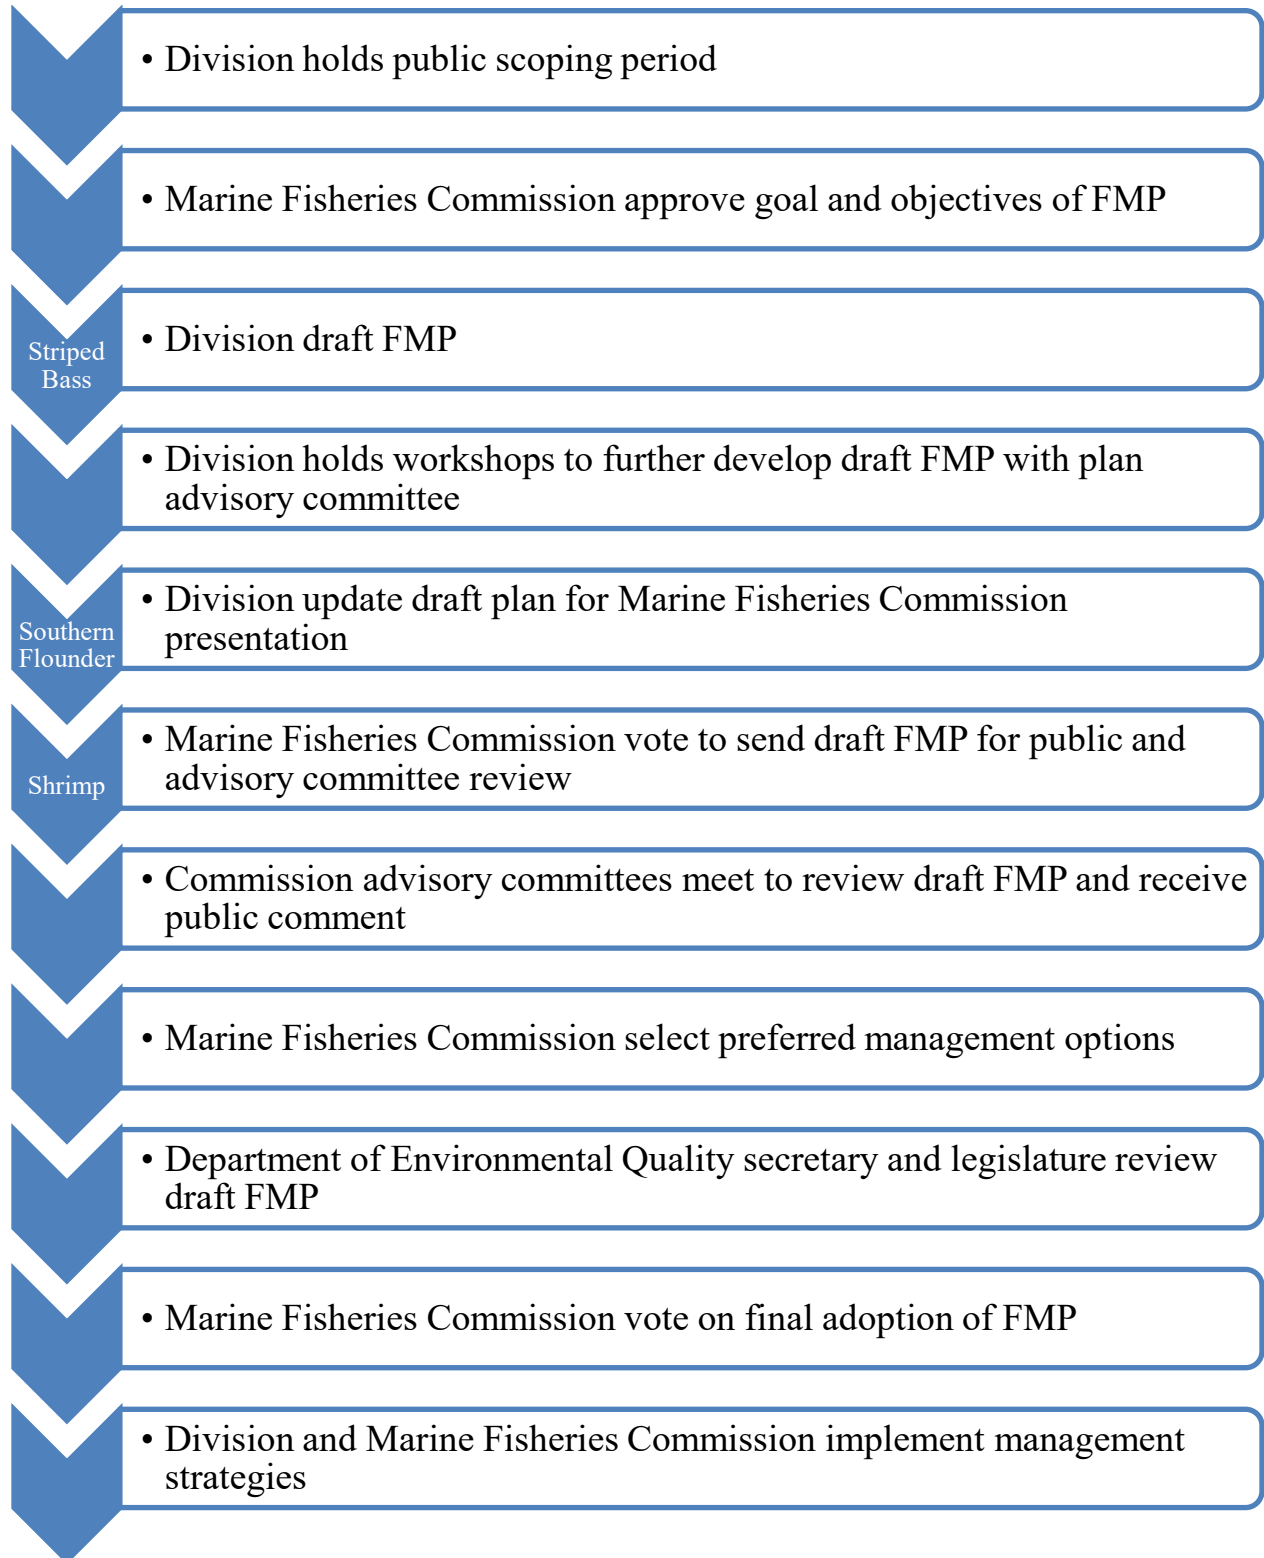 • Division holds public scoping period
• Marine Fisheries Commission approve goal and objectives of FMP
Striped
Bass
• Division draft FMP
• Division holds workshops to further develop draft FMP with plan
advisory committee
Southern
Flounder
• Division update draft plan for Marine Fisheries Commission
presentation
Shrimp
• Marine Fisheries Commission vote to send draft FMP for public and
advisory committee review
• Commission advisory committees meet to review draft FMP and receive
public comment
• Marine Fisheries Commission select preferred management options
• Department of Environmental Quality secretary and legislature review
draft FMP
• Marine Fisheries Commission vote on final adoption of FMP
• Division and Marine Fisheries Commission implement management
strategies